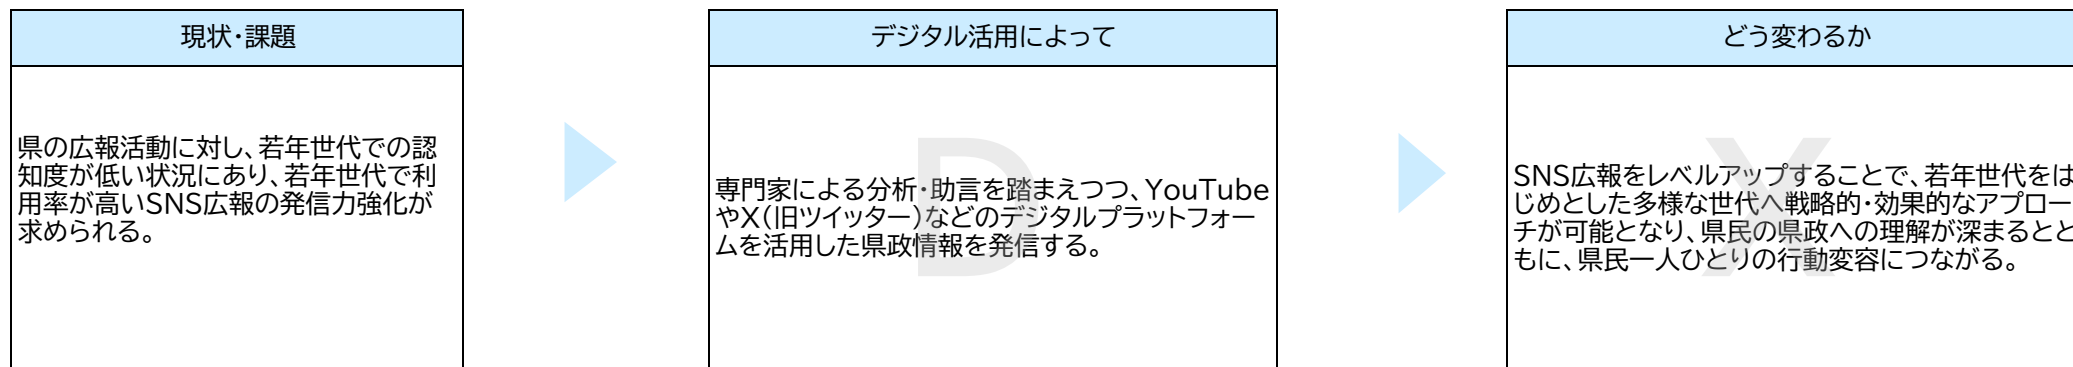 現状・課題
県の広報活動に対し、若年世代での認
知度が低い状況にあり、若年世代で利
用率が高いSNS広報の発信力強化が
求められる。
デジタル活用によって
D
専門家による分析・助言を踏まえつつ、YouTube
やX(旧ツイッター)などのデジタルプラットフォー
ムを活用した県政情報を発信する。
どう変わるか
X
SNS広報をレベルアップすることで、若年世代をは
じめとした多様な世代へ戦略的・効果的なアプロー
チが可能となり、県民の県政への理解が深まるとと
もに、県民一人ひとりの行動変容につながる。